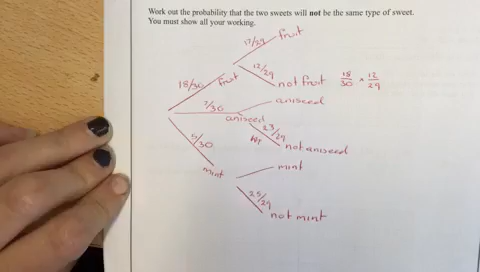 Work out the probability that the two sweets will not be the same type of sweet.
You must show all your working.
17/29 fruit
18/30 fruit
12/29 not fruit 18/30 × 12/29
aniseed
7/30 aniseed
23/29 not aniseed
5/30 mint
mint
25/29 not mint